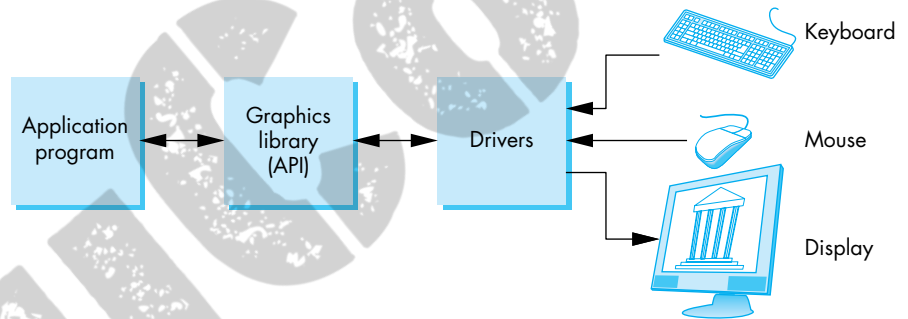 Application
program
Graphics
library
(API)
Drivers
Keyboard
Mouse
Display